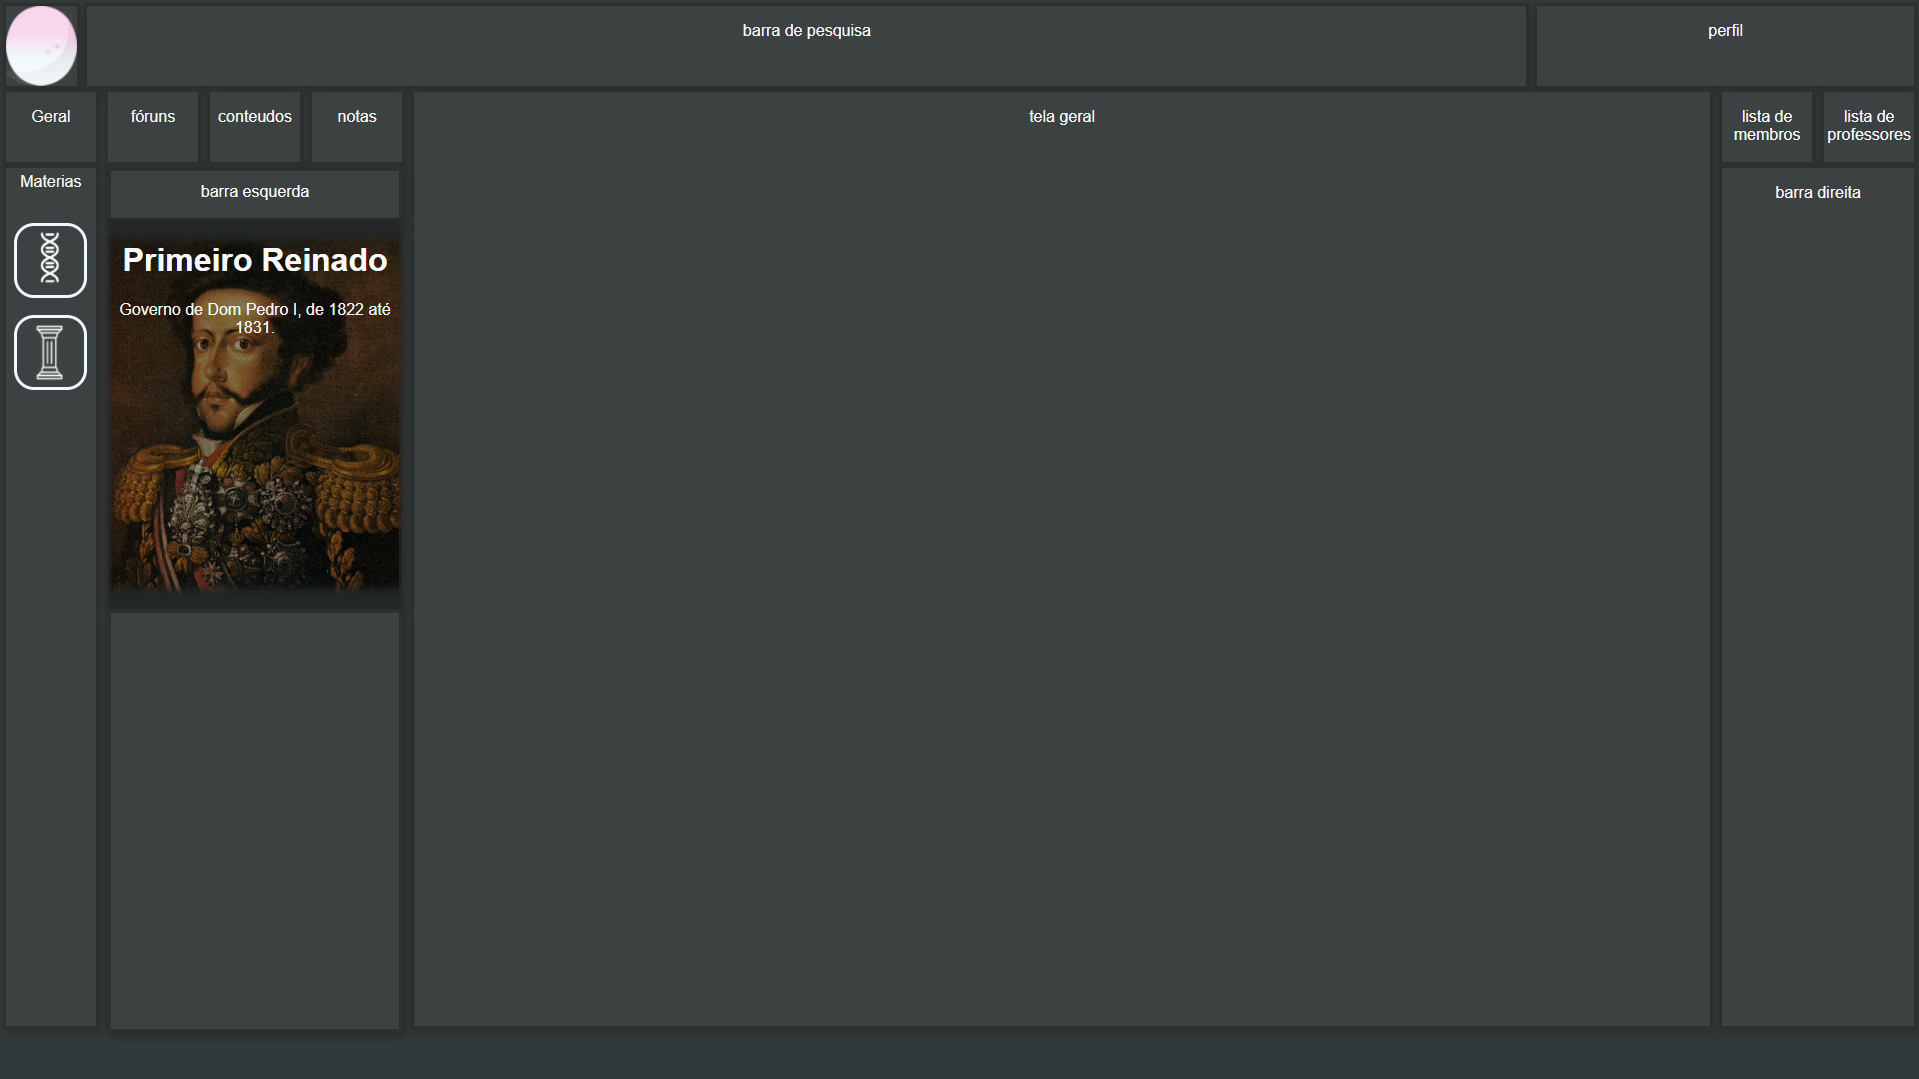 barra de pesquisa
perfil
Geral
fóruns
conteudos
notas
tela geral
lista de
membros
lista de
professores
Materias
barra esquerda
barra direita
Primeiro Reinado
Governo de Dom Pedro I, de 1822 até
1831.